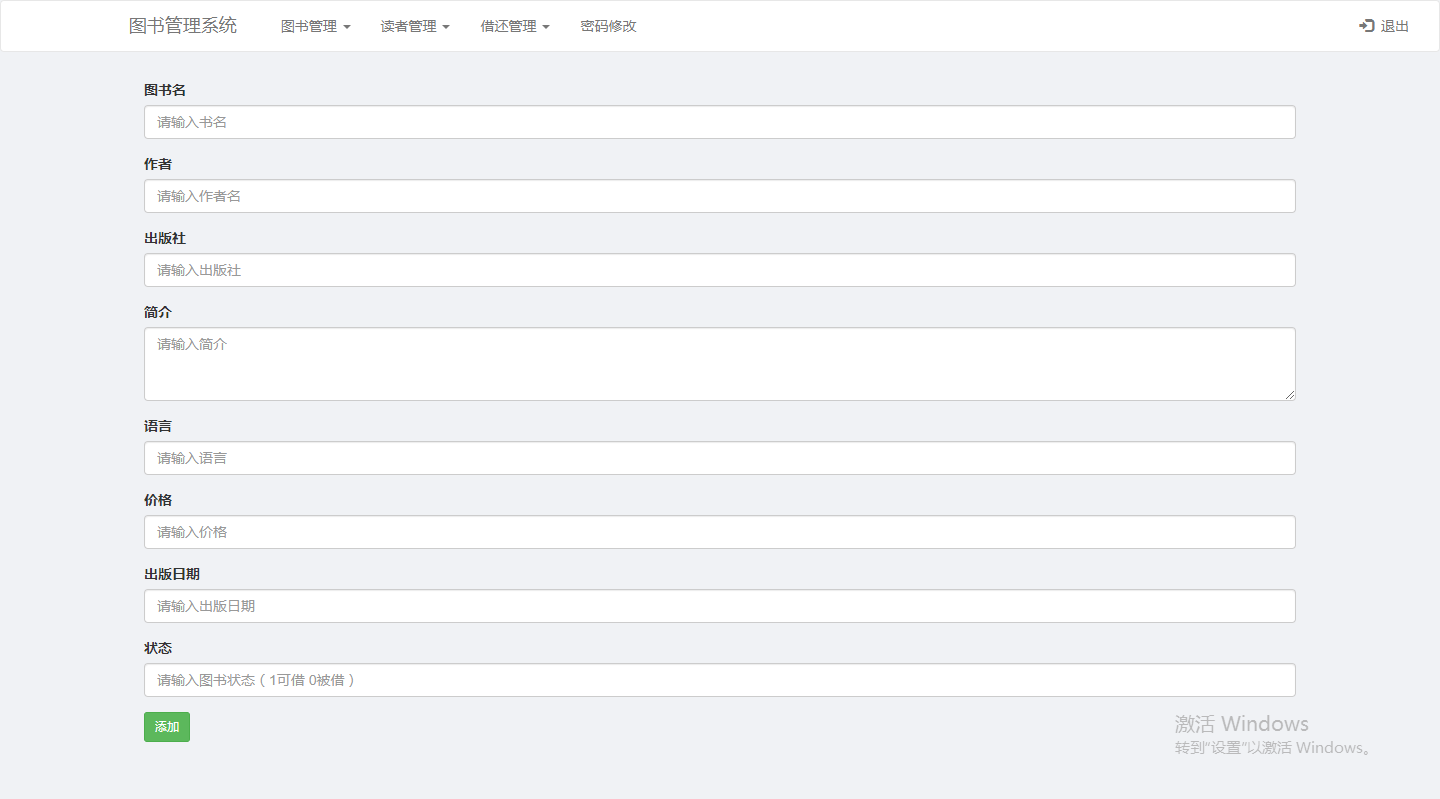 图书管理系统 图书管理 读者管理 借还管理 密码修改 退出
图书名
请输入书名
作者
请输入作者名
出版社
请输入出版社
简介
请输入简介
语言
请输入语言
价格
请输入价格
出版日期
请输入出版日期
状态
请输入图书状态（1可借 0被借）
添加
激活 Windows
转到"设置"以激活 Windows。